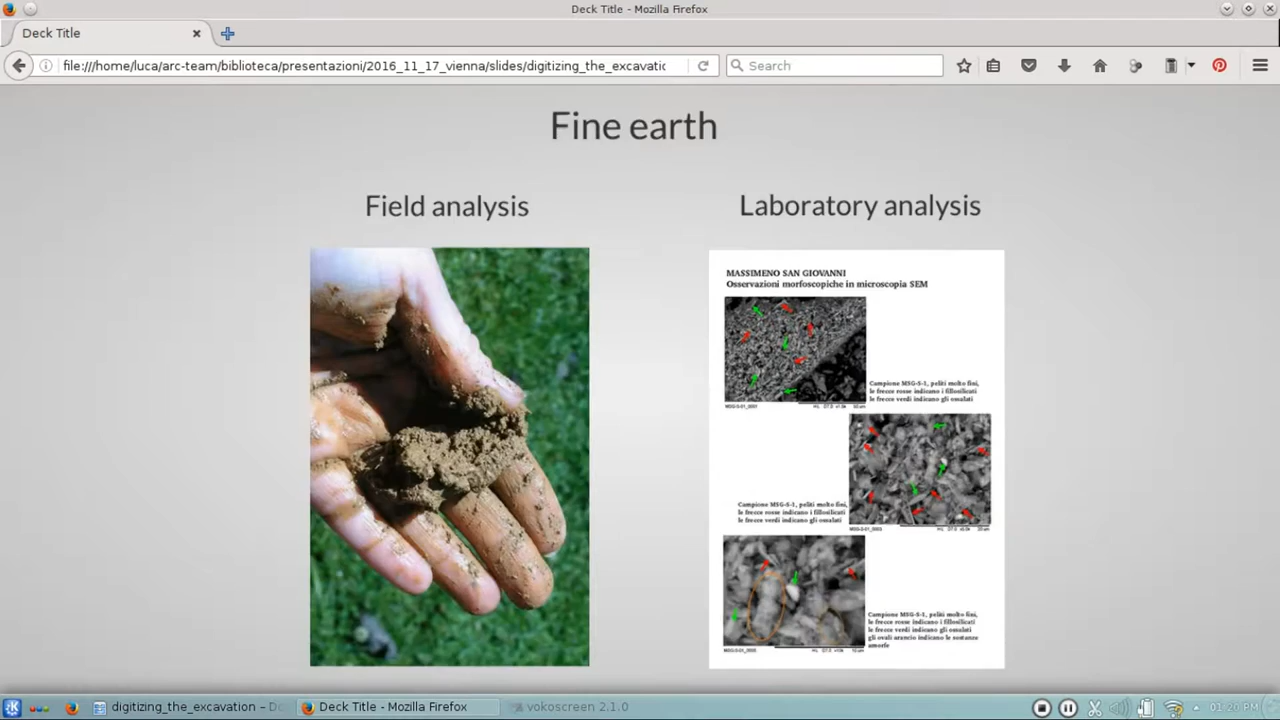 Deck Title - Mozilla Firefox
Deck Title
file:///home/luca/arc-team/biblioteca/presentazioni/2016_11_17_vienna/slides/digitizing_the_excavatio
Search
Fine earth
Field analysis
Laboratory analysis
MASSIMENO SAN GIOVANNI
Osservazioni morfoscopiche in microscopia SEM
Campione MSG-S-1, peliti molto fini,
le frecce rosse indicano i fillosilicati
le frecce verdi indicano gli ossalati
Campione MSG-S-1, peliti molto fini,
le frecce rosse indicano i fillosilicati
le frecce verdi indicano gli ossalati
Campione MSG-S-1, peliti molto fini,
le frecce rosse indicano i fillosilicati
le frecce verdi indicano gli ossalati
gli ovali arancio indicano le sostanze
amorfe
digitizing_the_excavation – Do
Deck Title - Mozilla Firefox
vokoscreen 2.1.0
01:20 PM